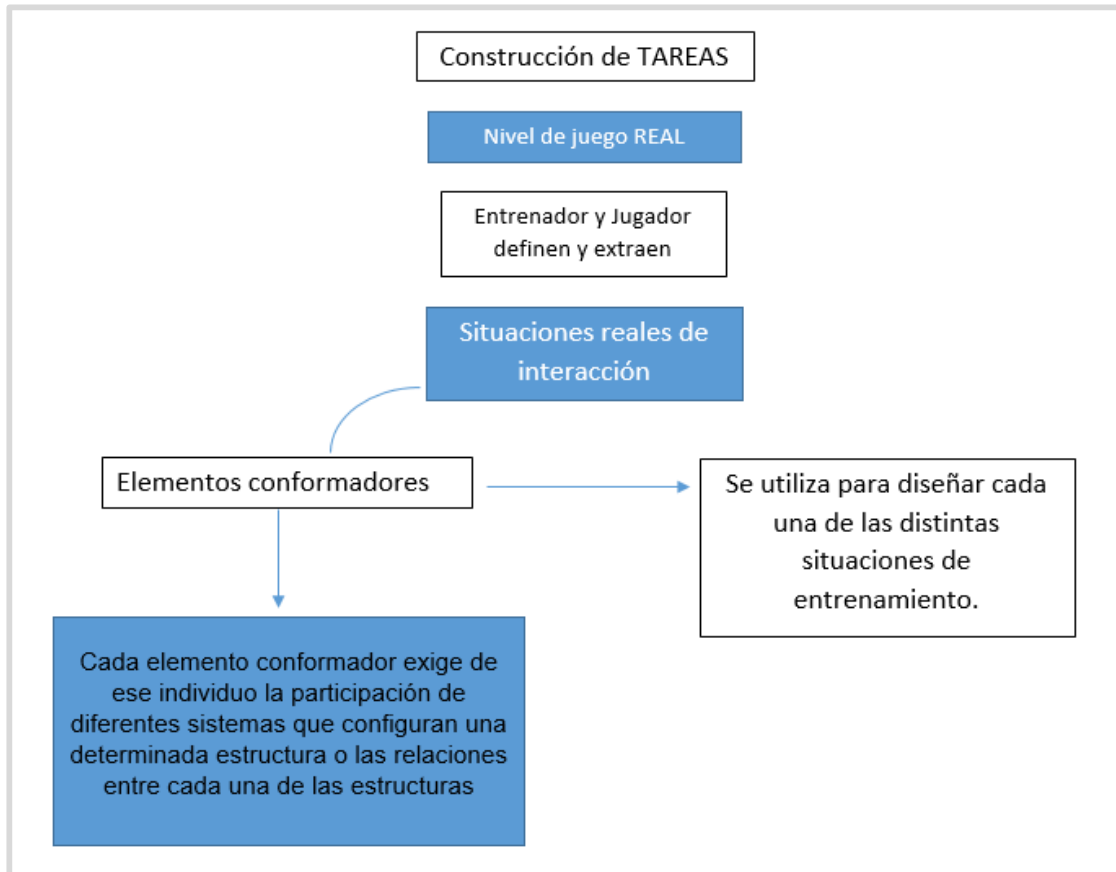 Construcción de TAREAS
Nivel de juego REAL
Entrenador y Jugador
definen y extraen
Situaciones reales de
interacción
Elementos conformadores
Se utiliza para diseñar cada
una de las distintas
situaciones de
entrenamiento.
Cada elemento conformador exige de
ese individuo la participación de
diferentes sistemas que configuran una
determinada estructura o las relaciones
entre cada una de las estructuras